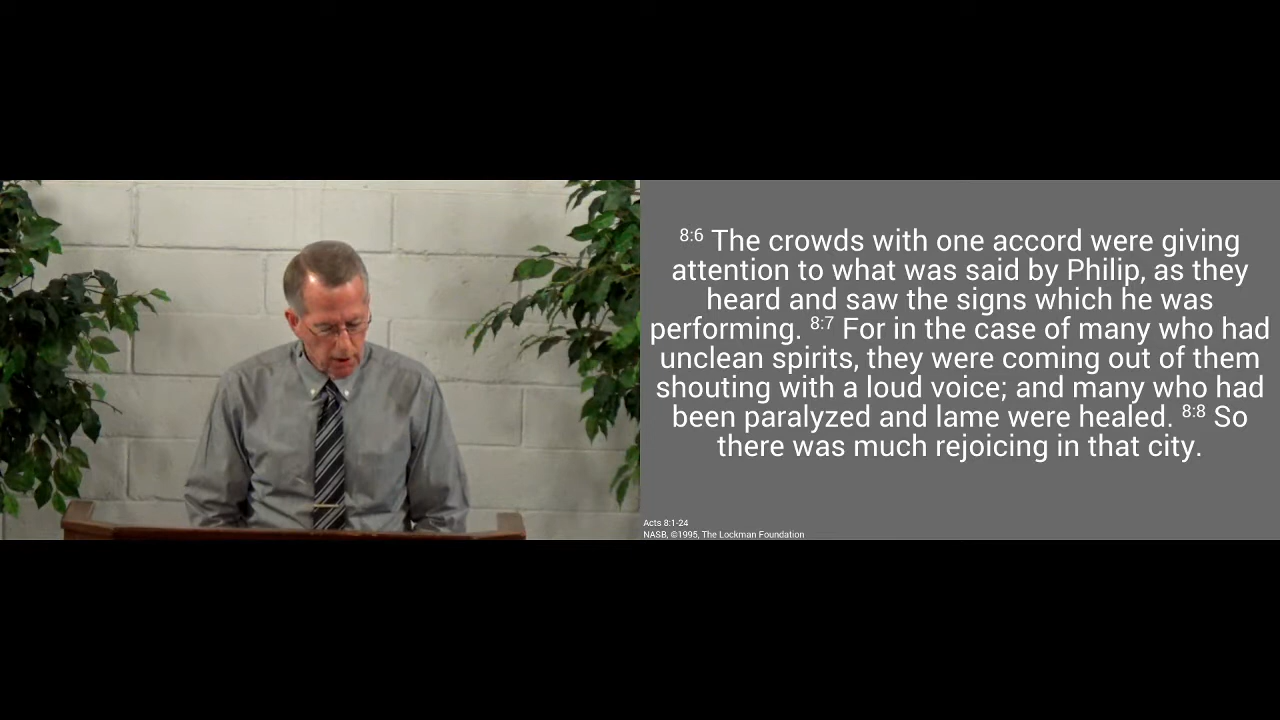 8:6 The crowds with one accord were giving
attention to what was said by Philip, as they
heard and saw the signs which he was
performing. 8:7 For in the case of many who had
unclean spirits, they were coming out of them
shouting with a loud voice; and many who had
been paralyzed and lame were healed. 8:8 So
there was much rejoicing in that city.
Acts 8:1-24
NASB, ©1995, The Lockman Foundation